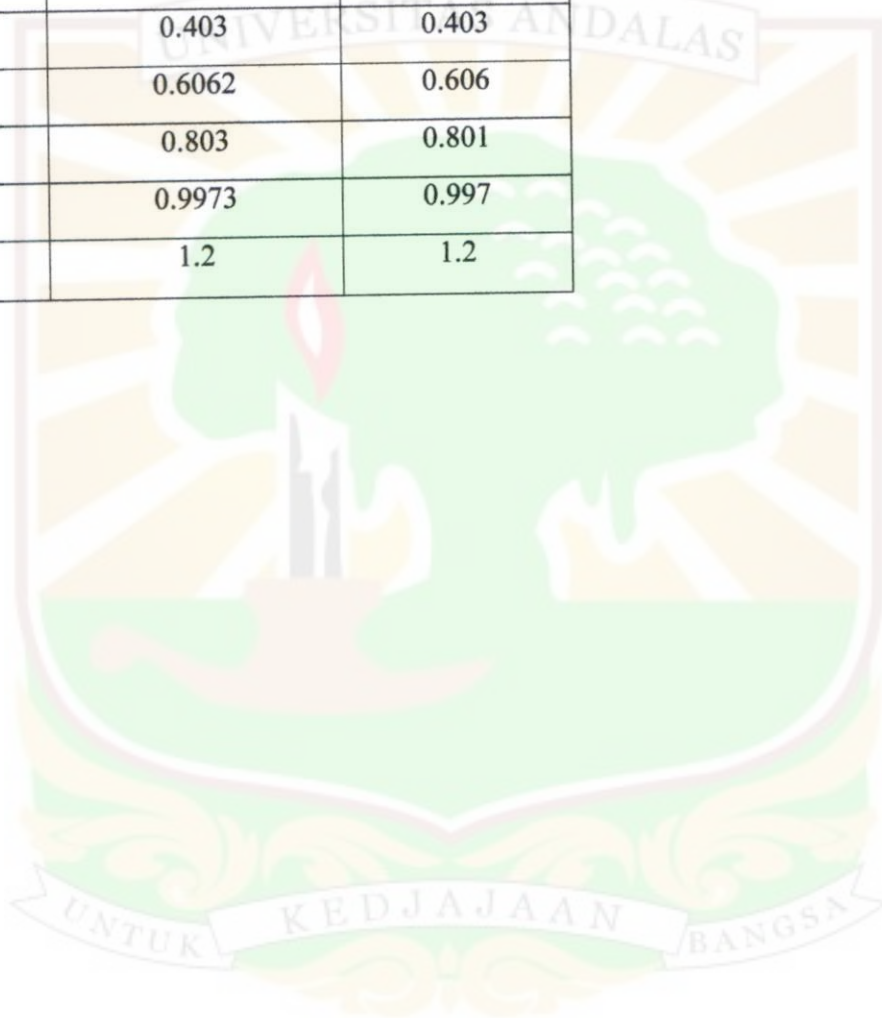 UNIVERSITAS ANDALAS
0.403 0.403
0.6062 0.606
0.803 0.801
0.9973 0.997
1.2 1.2
UNTUK KEDJAJAAN BANGSA